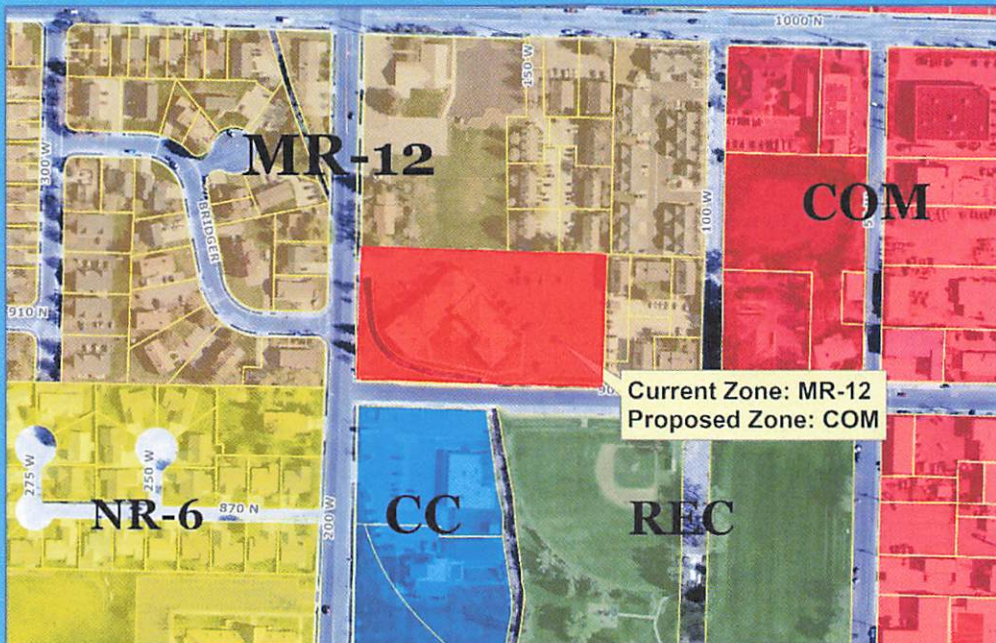 1000 N
150 W
300 W
MR-12
BRIDGER
100 W
COM
910 N
Current Zone: MR-12
Proposed Zone: COM
275 W
250 W
NR-6
870 N
200 W
CC
REC